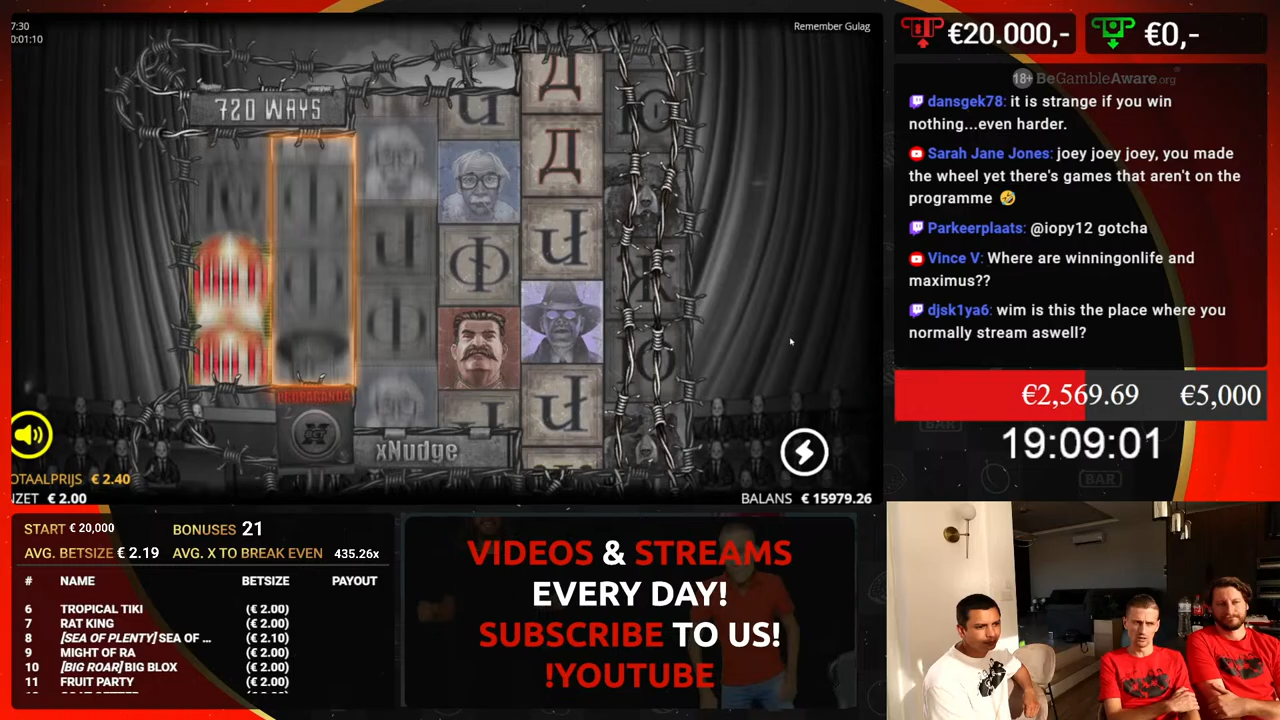 7:30
0:01:10
Remember Gulag
720 WAYS
Д
Д
Ф
PROPAGANDA
xNudge
OTAALPRIJS € 2.40
NZET € 2.00
BALANS € 15979.26
€20.000,-
€0,-
18+ BeGambleAware.org
dansgek78: it is strange if you win
nothing...even harder.
Sarah Jane Jones: joey joey joey, you made
the wheel yet there's games that aren't on the
programme 🤣
Parkeerplaats: @iopy12 gotcha
Vince V: Where are winningonlife and
maximus??
djsk1ya6: wim is this the place where you
normally stream aswell?
€2,569.69 €5,000
BAR
19:09:01
BAR
START € 20,000 BONUSES 21
AVG. BETSIZE € 2.19 AVG. X TO BREAK EVEN 435.26x
# NAME BETSIZE PAYOUT
6 TROPICAL TIKI (€ 2.00)
7 RAT KING (€ 2.00)
8 [SEA OF PLENTY] SEA OF ... (€ 2.10)
9 MIGHT OF RA (€ 2.00)
10 [BIG ROAR] BIG BLOX (€ 2.00)
11 FRUIT PARTY (€ 2.00)
VIDEOS & STREAMS
EVERY DAY!
SUBSCRIBE TO US!
!YOUTUBE